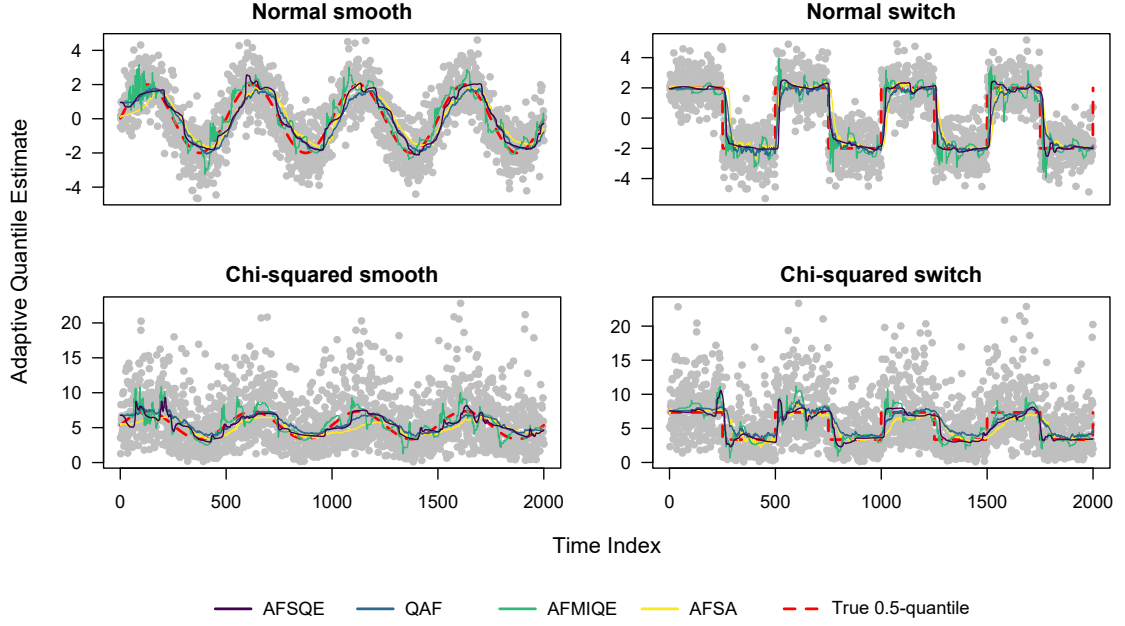 Normal smooth
Normal switch
4
2
0
-2
-4
4
2
0
-2
-4
Adaptive Quantile Estimate
Chi-squared smooth
Chi-squared switch
20
15
10
5
0
20
15
10
5
0
0 500 1000 1500 2000
0 500 1000 1500 2000
Time Index
AFSQE QAF AFMIQE AFSA True 0.5-quantile